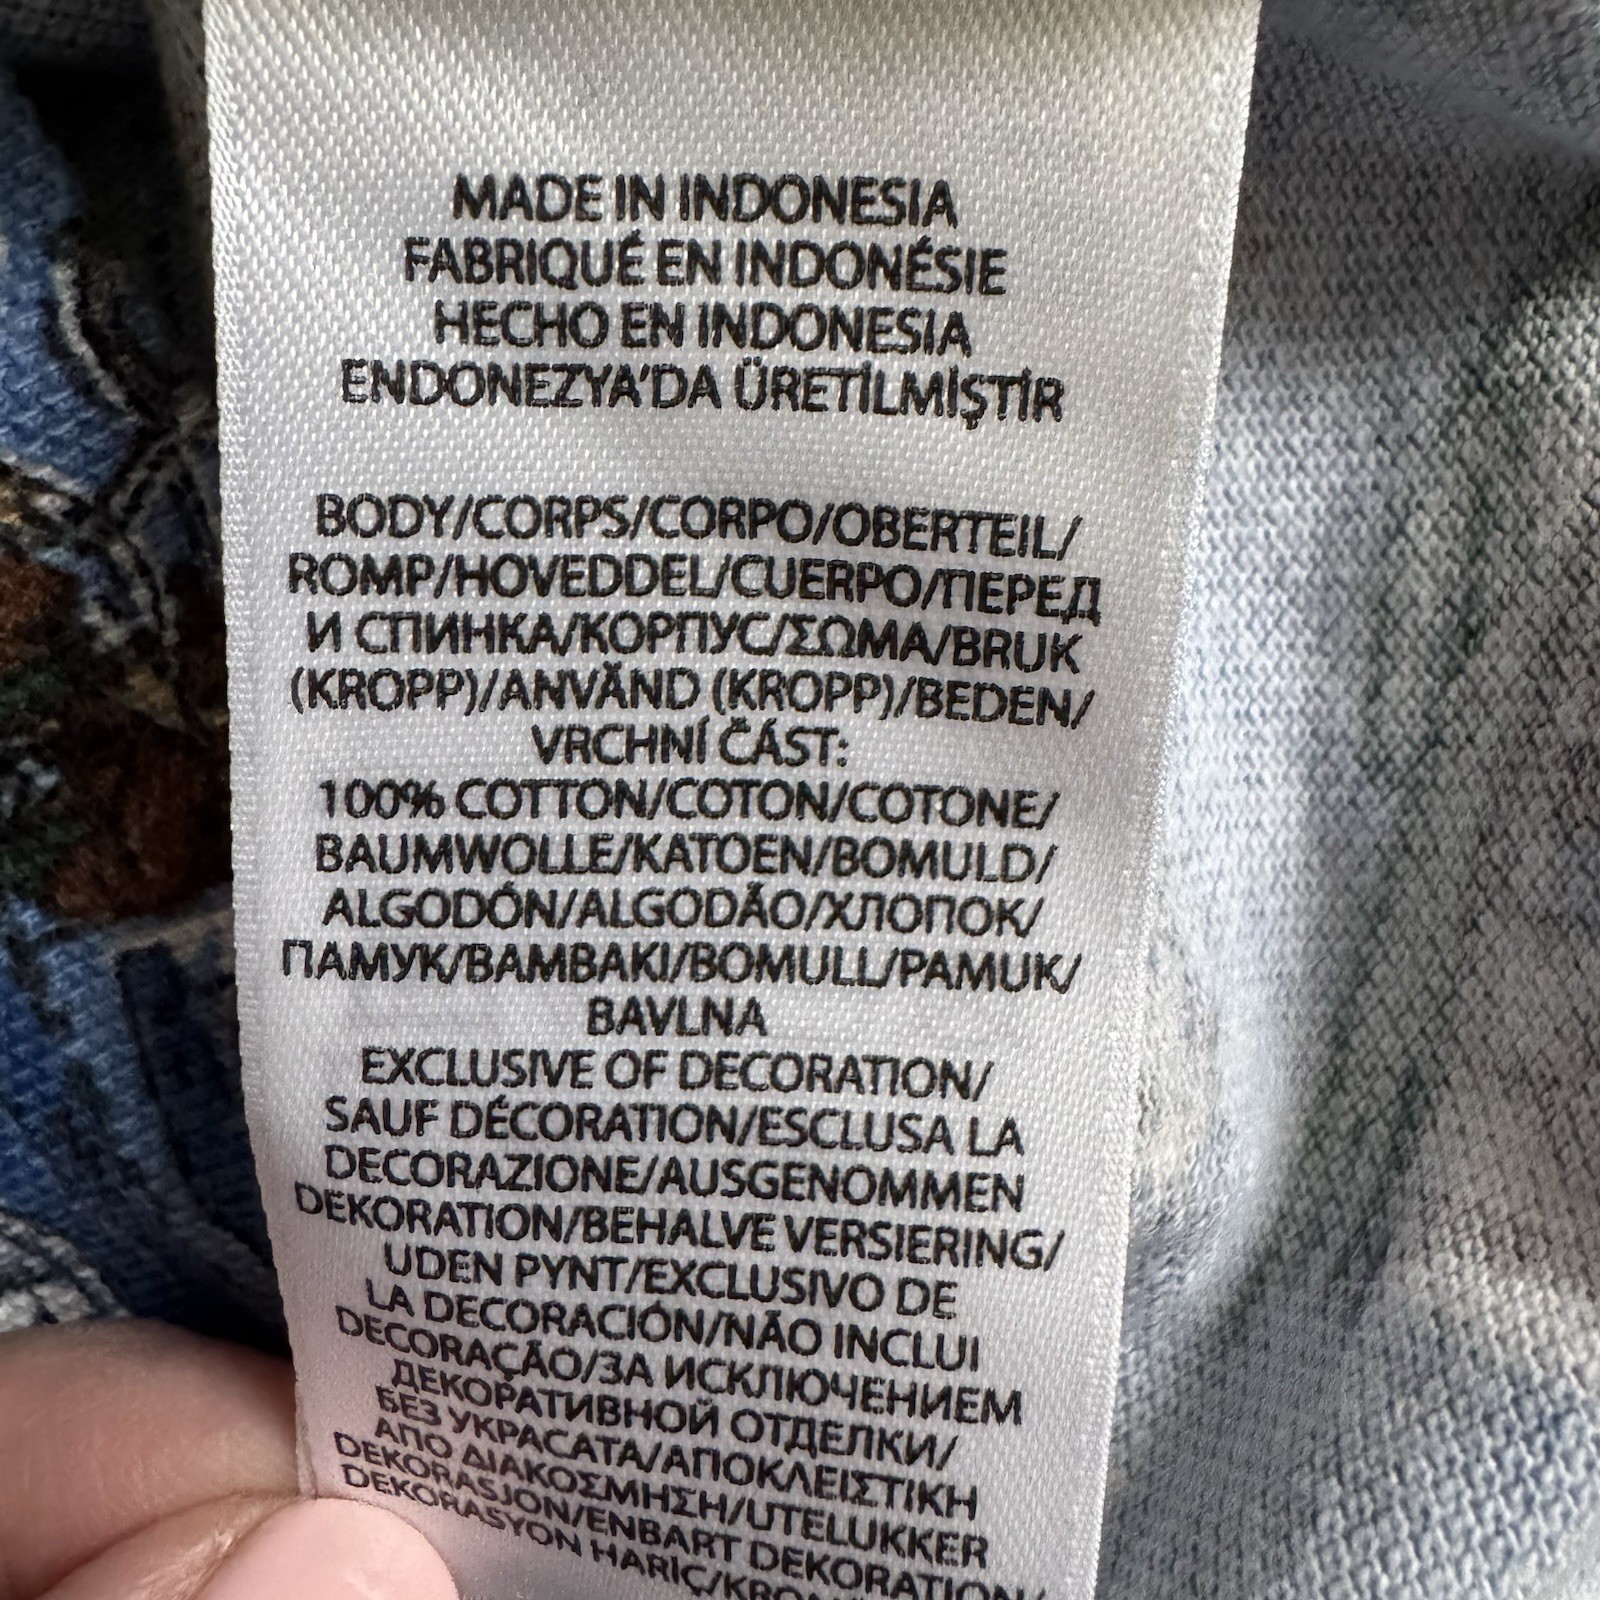 MADE IN INDONESIA
FABRIQUÉ EN INDONÉSIE
HECHO EN INDONESIA
ENDONEZYA'DA ÜRETİLMİŞTİR
BODY/CORPS/CORPO/OBERTEIL/
ROMP/HOVEDDEL/CUERPO/ПЕРЕД
И СПИНКА/КОРПУС/ΣΩΜΑ/BRUK
(KROPP)/ANVÄND (KROPP)/BEDEN/
VRCHNÍ ČÁST:
100% COTTON/COTON/COTONE/
BAUMWOLLE/KATOEN/BOMULD/
ALGODÓN/ALGODÃO/ХЛОПОК/
ПАМУК/ΒΑΜΒΑΚΙ/BOMULL/PAMUK/
BAVLNA
EXCLUSIVE OF DECORATION/
SAUF DÉCORATION/ESCLUSA LA
DECORAZIONE/AUSGENOMMEN
DEKORATION/BEHALVE VERSIERING/
UDEN PYNT/EXCLUSIVO DE
LA DECORACIÓN/NÃO INCLUI
DECORAÇÃO/ЗА ИСКЛЮЧЕНИЕМ
ДЕКОРАТИВНОЙ ОТДЕЛКИ/
БЕЗ УКРАСАТА/ΑΠΟΚΛΕΙΣΤΙΚΗ
ΑΠΟ ΔΙΑΚΟΣΜΗΣΗ/UTELUKKER
DEKORASJON/ENBART DEKORATION/
DEKORASYON HARİÇ/